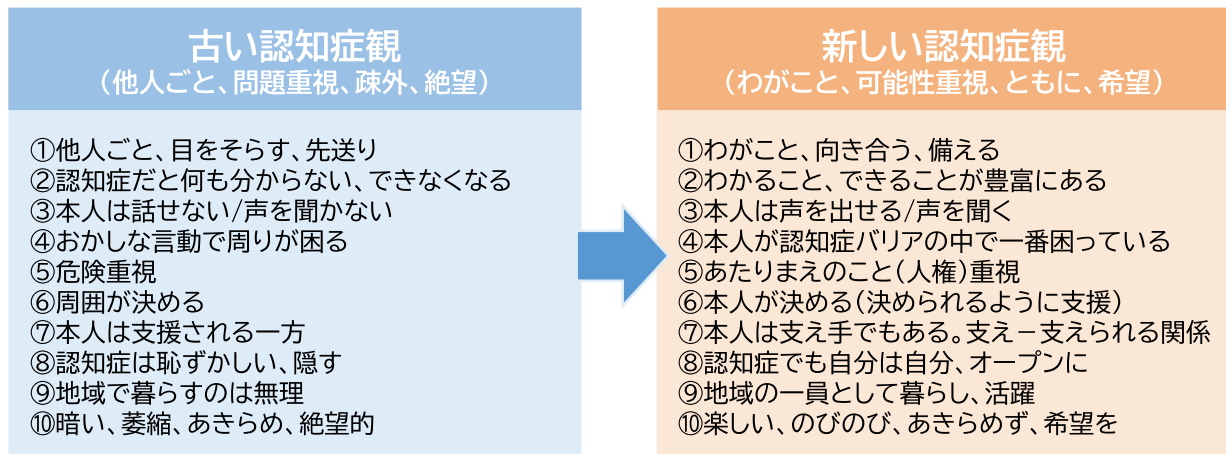 古い認知症観
（他人ごと、問題重視、疎外、絶望）
①他人ごと、目をそらす、先送り
②認知症だと何も分からない、できなくなる
③本人は話せない/声を聞かない
④おかしな言動で周りが困る
⑤危険重視
⑥周囲が決める
⑦本人は支援される一方
⑧認知症は恥ずかしい、隠す
⑨地域で暮らすのは無理
⑩暗い、萎縮、あきらめ、絶望的
新しい認知症観
（わがこと、可能性重視、ともに、希望）
①わがこと、向き合う、備える
②わかること、できることが豊富にある
③本人は声を出せる/声を聞く
④本人が認知症バリアの中で一番困っている
⑤あたりまえのこと（人権）重視
⑥本人が決める（決められるように支援）
⑦本人は支え手でもある。支え－支えられる関係
⑧認知症でも自分は自分、オープンに
⑨地域の一員として暮らし、活躍
⑩楽しい、のびのび、あきらめず、希望を